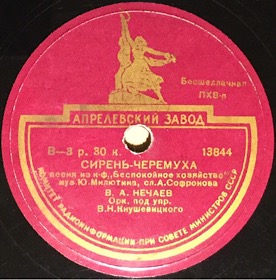 Бесшеллачная
ПХВ-п
АПРЕЛЕВСКИЙ ЗАВОД
В—3 р. 30 к. 13844
СИРЕНЬ-ЧЕРЕМУХА
песня из к-ф „Беспокойное хозяйство"
муз. Ю. Милютина, сл. А. Софронова
В. А. НЕЧАЕВ
Орк. под упр.
В. Н. Кнушевицкого
КОМИТЕТ РАДИОИНФОРМАЦИИ-ПРИ СОВЕТЕ МИНИСТРОВ СССР